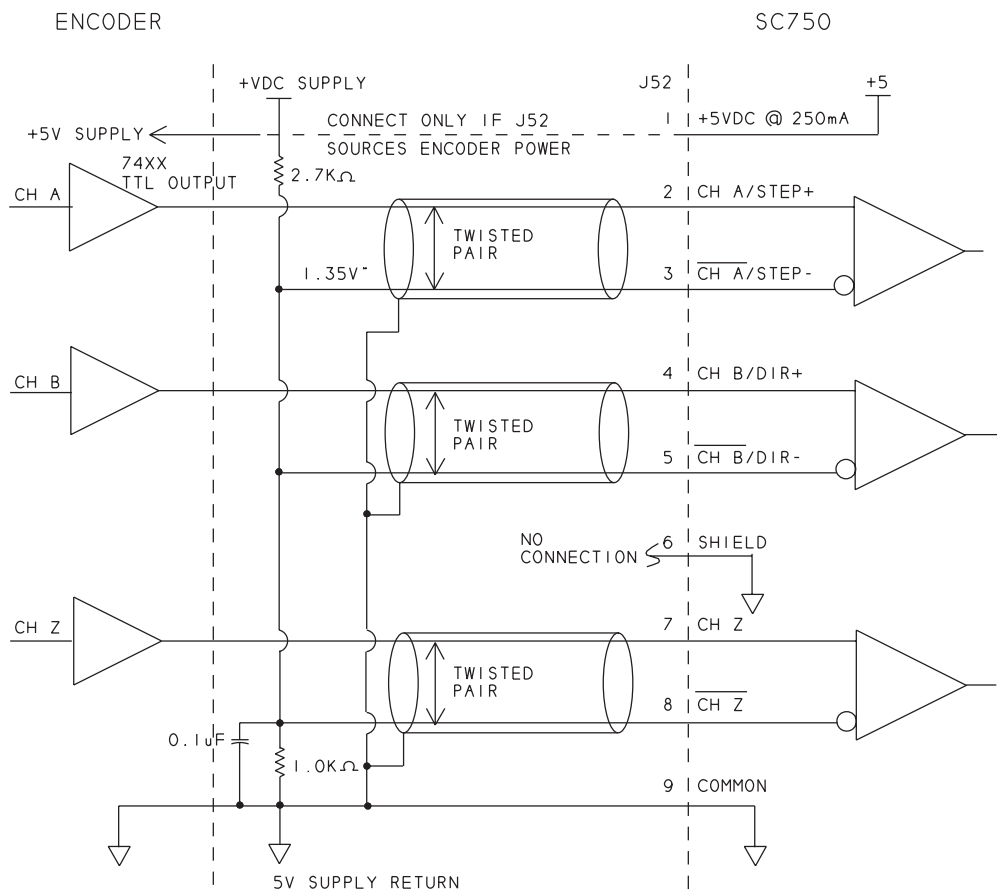 ENCODER
SC750
+VDC SUPPLY
J52
+5
CONNECT ONLY IF J52
1
+5VDC @ 250mA
+5V SUPPLY
SOURCES ENCODER POWER
74XX
TTL OUTPUT
2.7KΩ
CH A
2 CH A/STEP+
TWISTED
PAIR
1.35V"
3 CH A/STEP-
CH B
4 CH B/DIR+
TWISTED
PAIR
5 CH B/DIR-
NO
CONNECTION
6 SHIELD
CH Z
7 CH Z
TWISTED
PAIR
8 CH Z
0.1uF
1.0KΩ
9 COMMON
5V SUPPLY RETURN